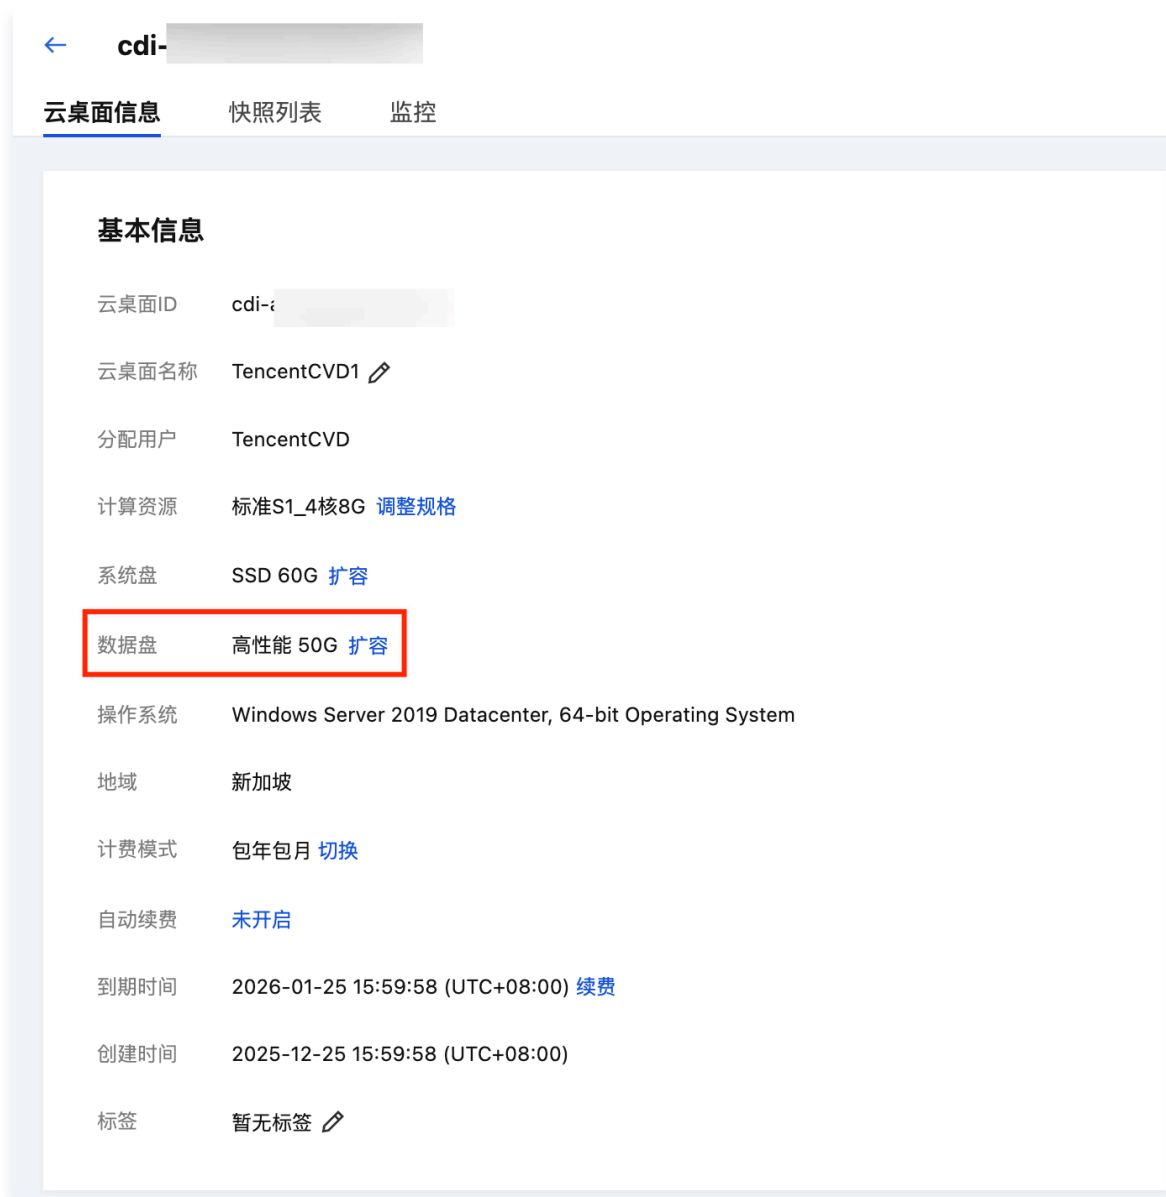 cdi-
云桌面信息 快照列表 监控
基本信息
云桌面ID cdi-
云桌面名称 TencentCVD1
分配用户 TencentCVD
计算资源 标准S1_4核8G 调整规格
系统盘 SSD 60G 扩容
数据盘 高性能 50G 扩容
操作系统 Windows Server 2019 Datacenter, 64-bit Operating System
地域 新加坡
计费模式 包年包月 切换
自动续费 未开启
到期时间 2026-01-25 15:59:58 (UTC+08:00) 续费
创建时间 2025-12-25 15:59:58 (UTC+08:00)
标签 暂无标签